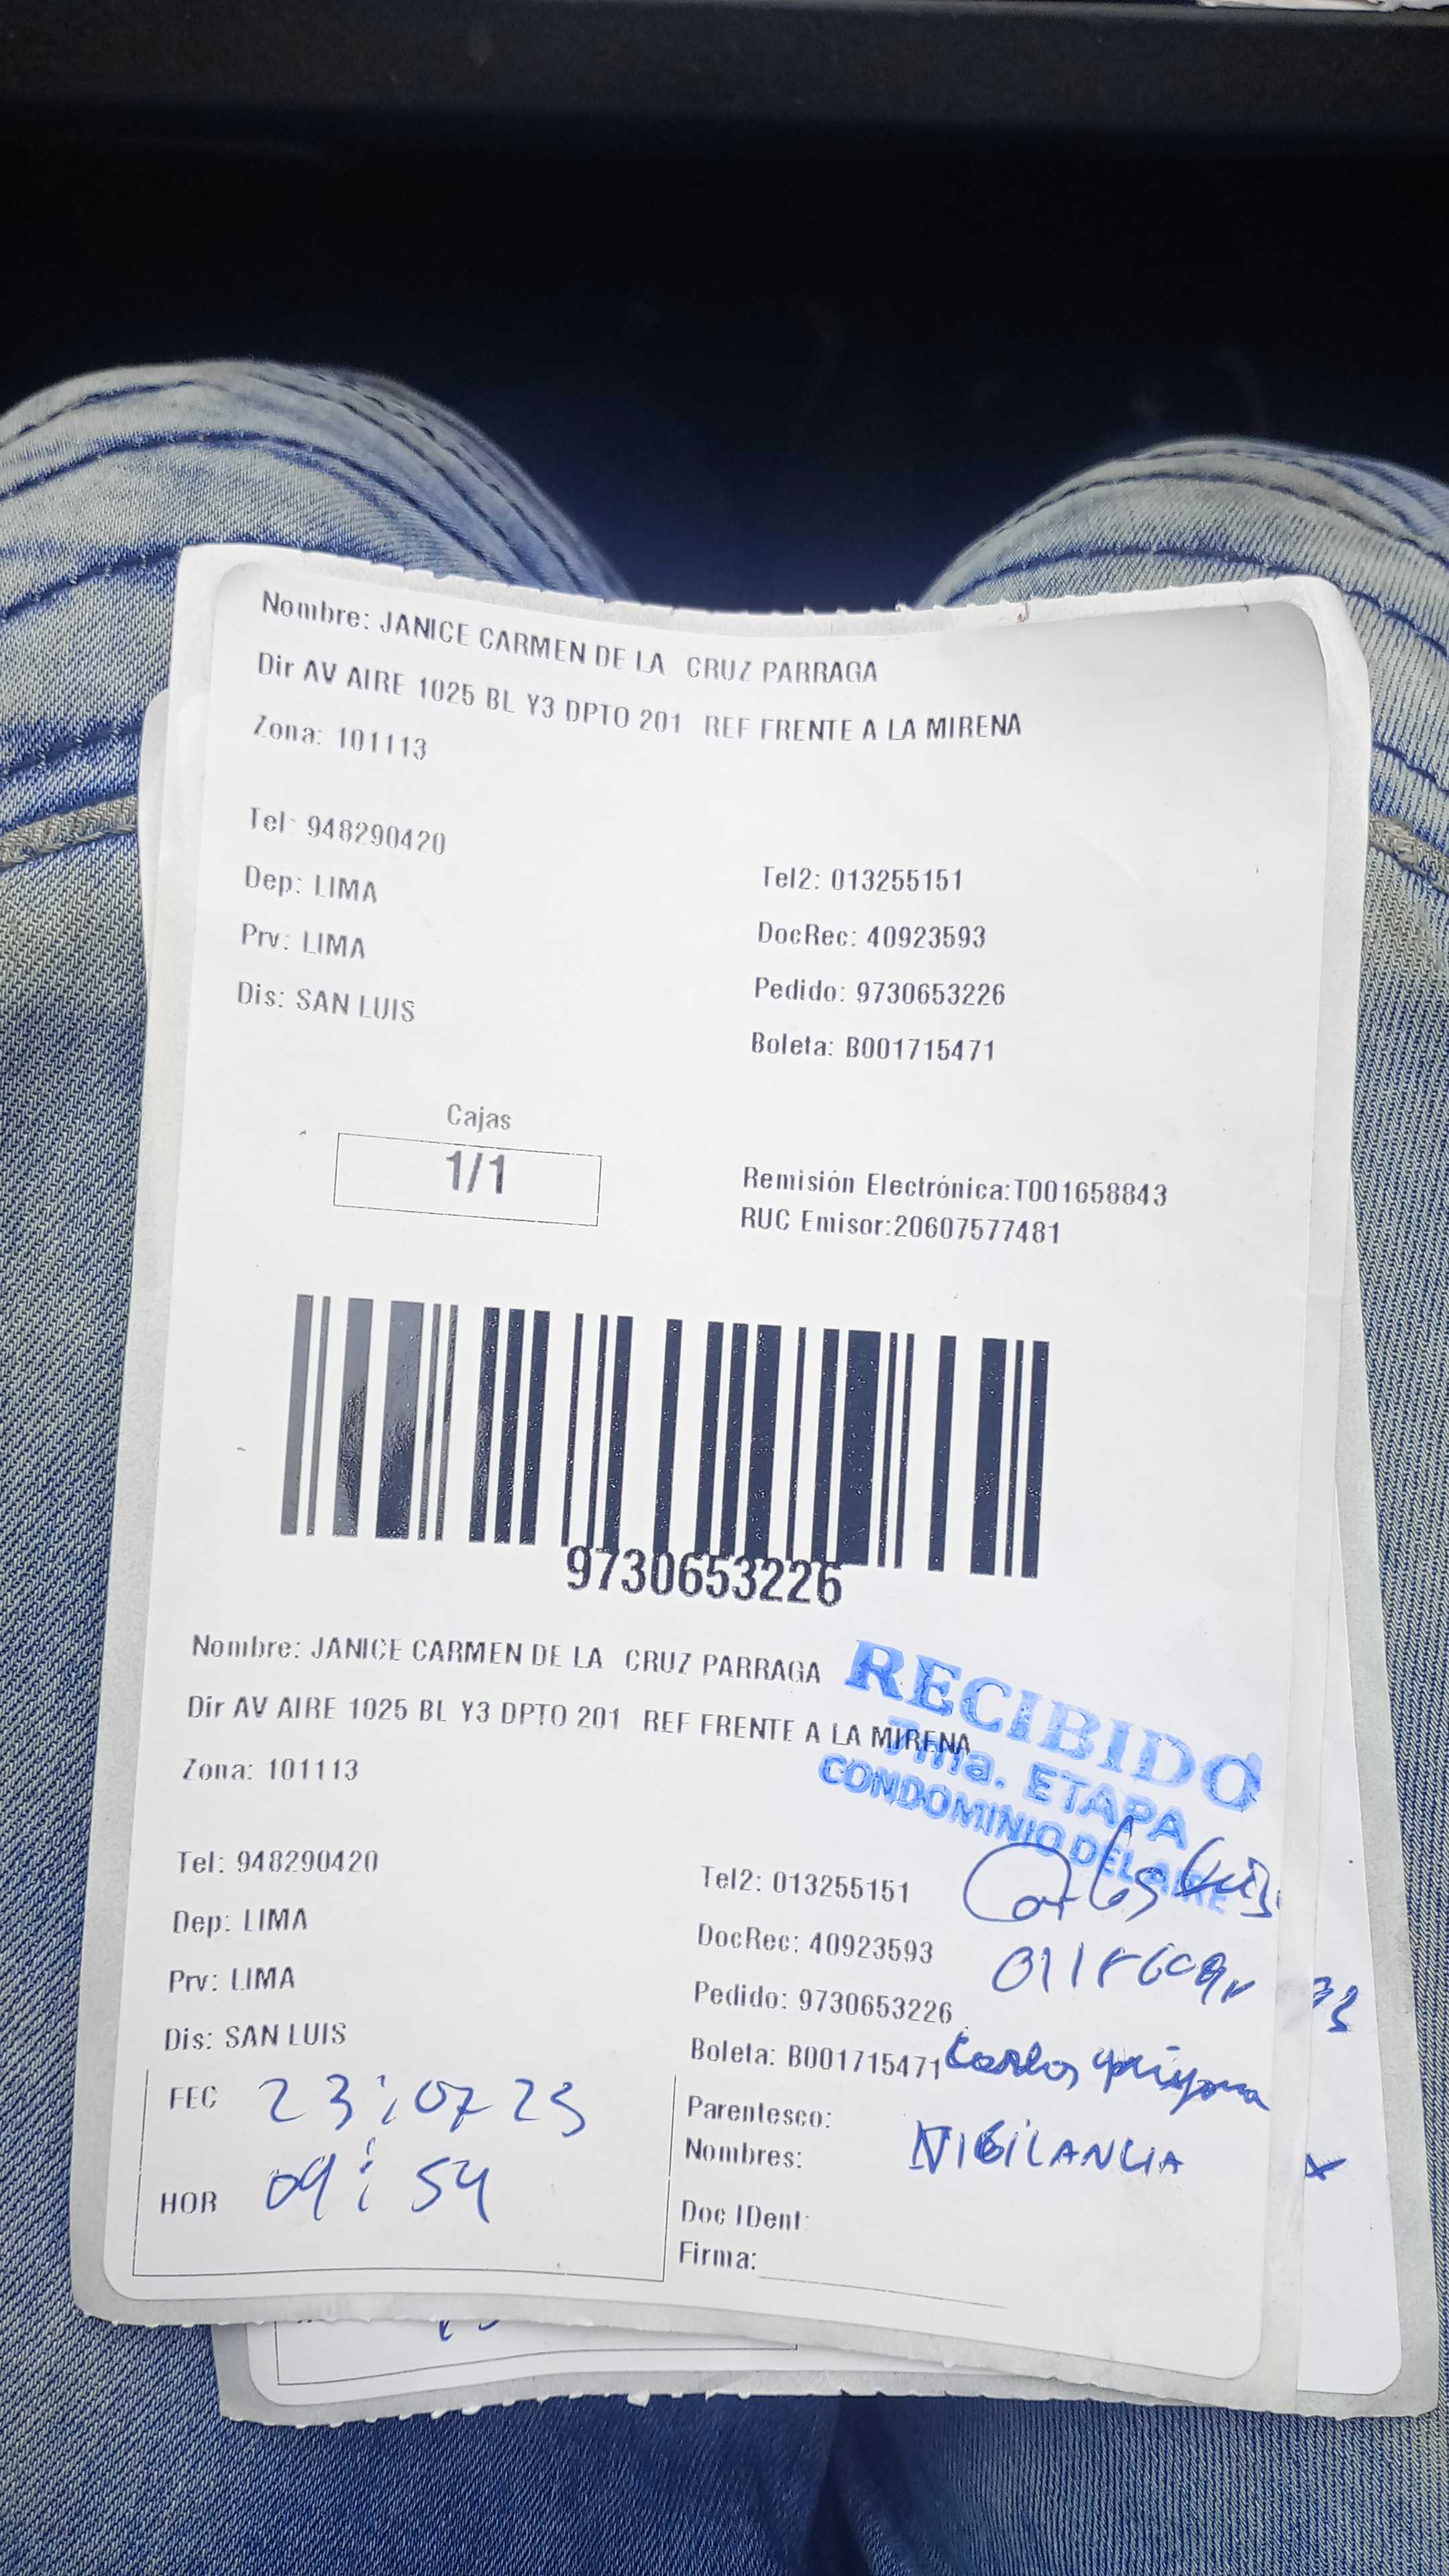 Nombre: JANICE CARMEN DE LA CRUZ PARRAGA
Dir AV AIRE 1025 BL Y3 DPTO 201 REF FRENTE A LA MIRENA
Zona: 101113
Tel: 948290420
Tel2: 013255151
Dep: LIMA
DocRec: 40923593
Prv: LIMA
Pedido: 9730653226
Dis: SAN LUIS
Boleta: B001715471
Cajas
1/1
Remisión Electrónica:T001658843
RUC Emisor:20607577481
9730653226
Nombre: JANICE CARMEN DE LA CRUZ PARRAGA
Dir AV AIRE 1025 BL Y3 DPTO 201 REF FRENTE A LA MIRENA
Zona: 101113
RECIBIDO
ETAPA
CONDOMINIO DEL AIRE
Tel: 948290420
Tel2: 013255151
Carlos
Dep: LIMA
DocRec: 40923593
Prv: LIMA
Pedido: 9730653226
Dis: SAN LUIS
Boleta: B001715471
Carlos
FEC 23:07 23
Parentesco:
Nombres: VIGILANCIA
HOR 09:54
Doc IDent:
Firma: